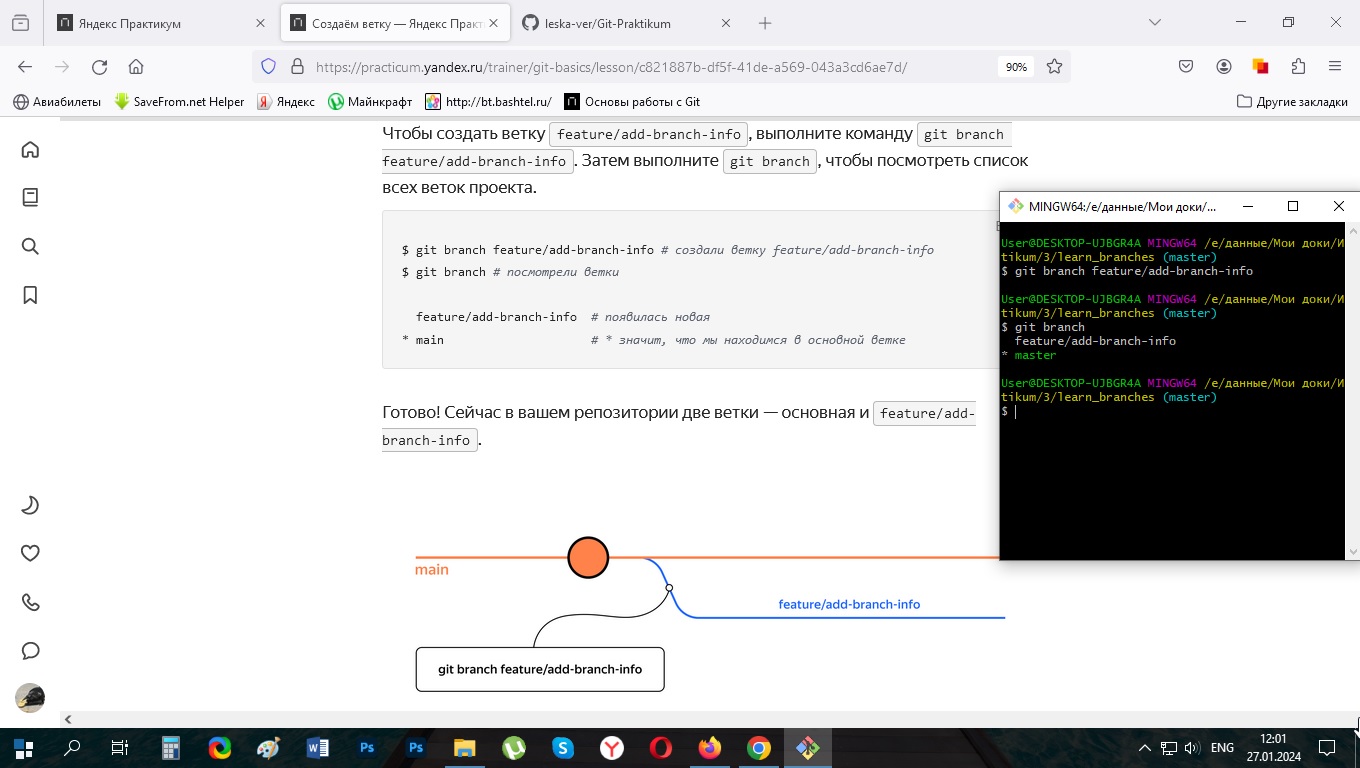 Яндекс Практикум
Создаём ветку — Яндекс Практ
leska-ver/Git-Praktikum
https://practicum.yandex.ru/trainer/git-basics/lesson/c821887b-df5f-41de-a569-043a3cd6ae7d/
90%
Авиабилеты
SaveFrom.net Helper
Яндекс
Майнкрафт
http://bt.bashtel.ru/
Основы работы с Git
Другие закладки
Чтобы создать ветку feature/add-branch-info, выполните команду git branch
feature/add-branch-info. Затем выполните git branch, чтобы посмотреть список
всех веток проекта.
$ git branch feature/add-branch-info # создали ветку feature/add-branch-info
$ git branch # посмотрели ветки
feature/add-branch-info # появилась новая
* main # * значит, что мы находимся в основной ветке
Готово! Сейчас в вашем репозитории две ветки — основная и feature/add-
branch-info.
main
feature/add-branch-info
git branch feature/add-branch-info
MINGW64:/e/данные/Мои доки/...
User@DESKTOP-UJBGR4A MINGW64 /e/данные/Мои доки/И
tikum/3/learn_branches (master)
$ git branch feature/add-branch-info
User@DESKTOP-UJBGR4A MINGW64 /e/данные/Мои доки/И
tikum/3/learn_branches (master)
$ git branch
feature/add-branch-info
* master
User@DESKTOP-UJBGR4A MINGW64 /e/данные/Мои доки/И
tikum/3/learn_branches (master)
$
Ps
Ps
ENG
12:01
27.01.2024